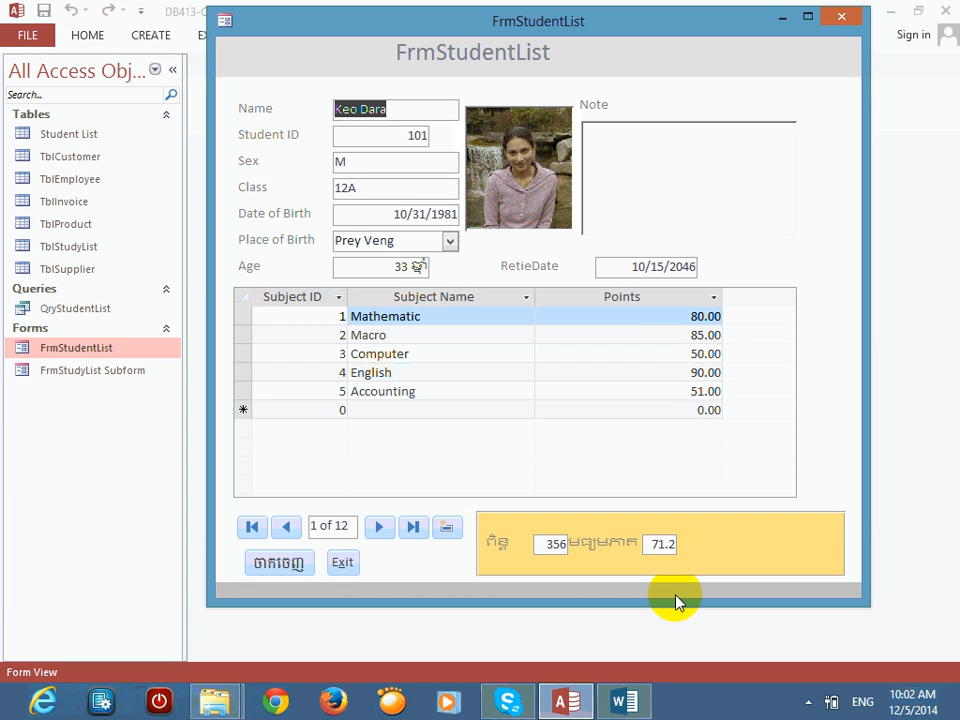 DB413-C
FrmStudentList
FILE HOME CREATE EX
Sign in
All Access Obj...
Search...
Tables
Student List
TblCustomer
TblEmployee
TblInvoice
TblProduct
TblStudyList
TblSupplier
Queries
QryStudentList
Forms
FrmStudentList
FrmStudyList Subform
FrmStudentList
Name Keo Dara
Note
Student ID 101
Sex M
Class 12A
Date of Birth 10/31/1981
Place of Birth Prey Veng
Age 33 ឆ្នាំ
RetieDate 10/15/2046
Subject ID Subject Name Points
1 Mathematic 80.00
2 Macro 85.00
3 Computer 50.00
4 English 90.00
5 Accounting 51.00
* 0 0.00
1 of 12
ពិន្ទុ 356 មធ្យមភាគ 71.2
ចាកចេញ Exit
Form View
ENG
10:02 AM
12/5/2014